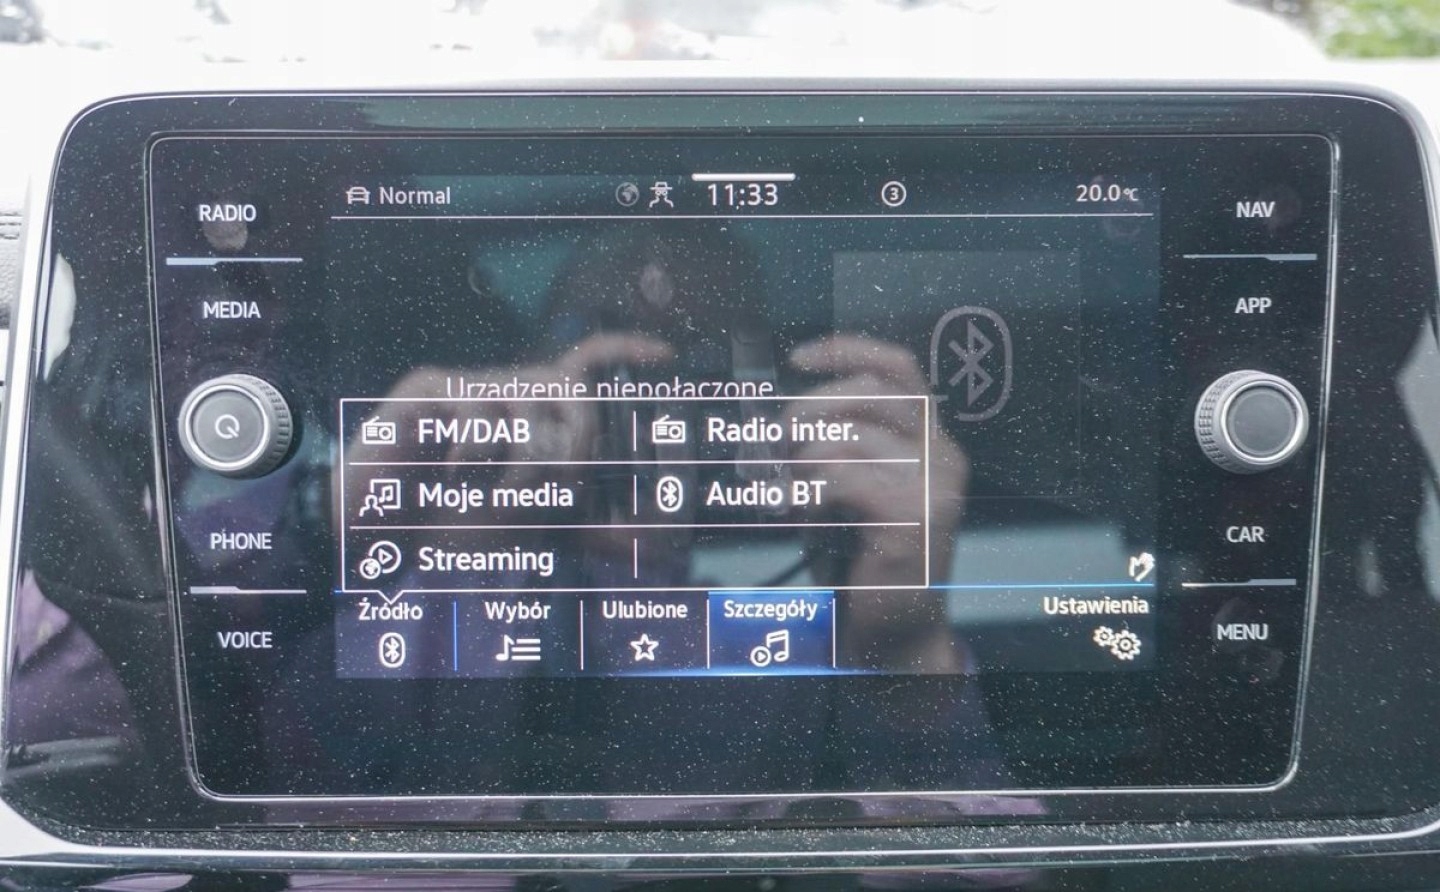 RADIO
MEDIA
PHONE
VOICE
Normal
11:33
3
20.0°C
Urządzenie niepołączone.
FM/DAB
Radio inter.
Moje media
Audio BT
Streaming
Źródło
Wybór
Ulubione
Szczegóły
Ustawienia
NAV
APP
CAR
MENU